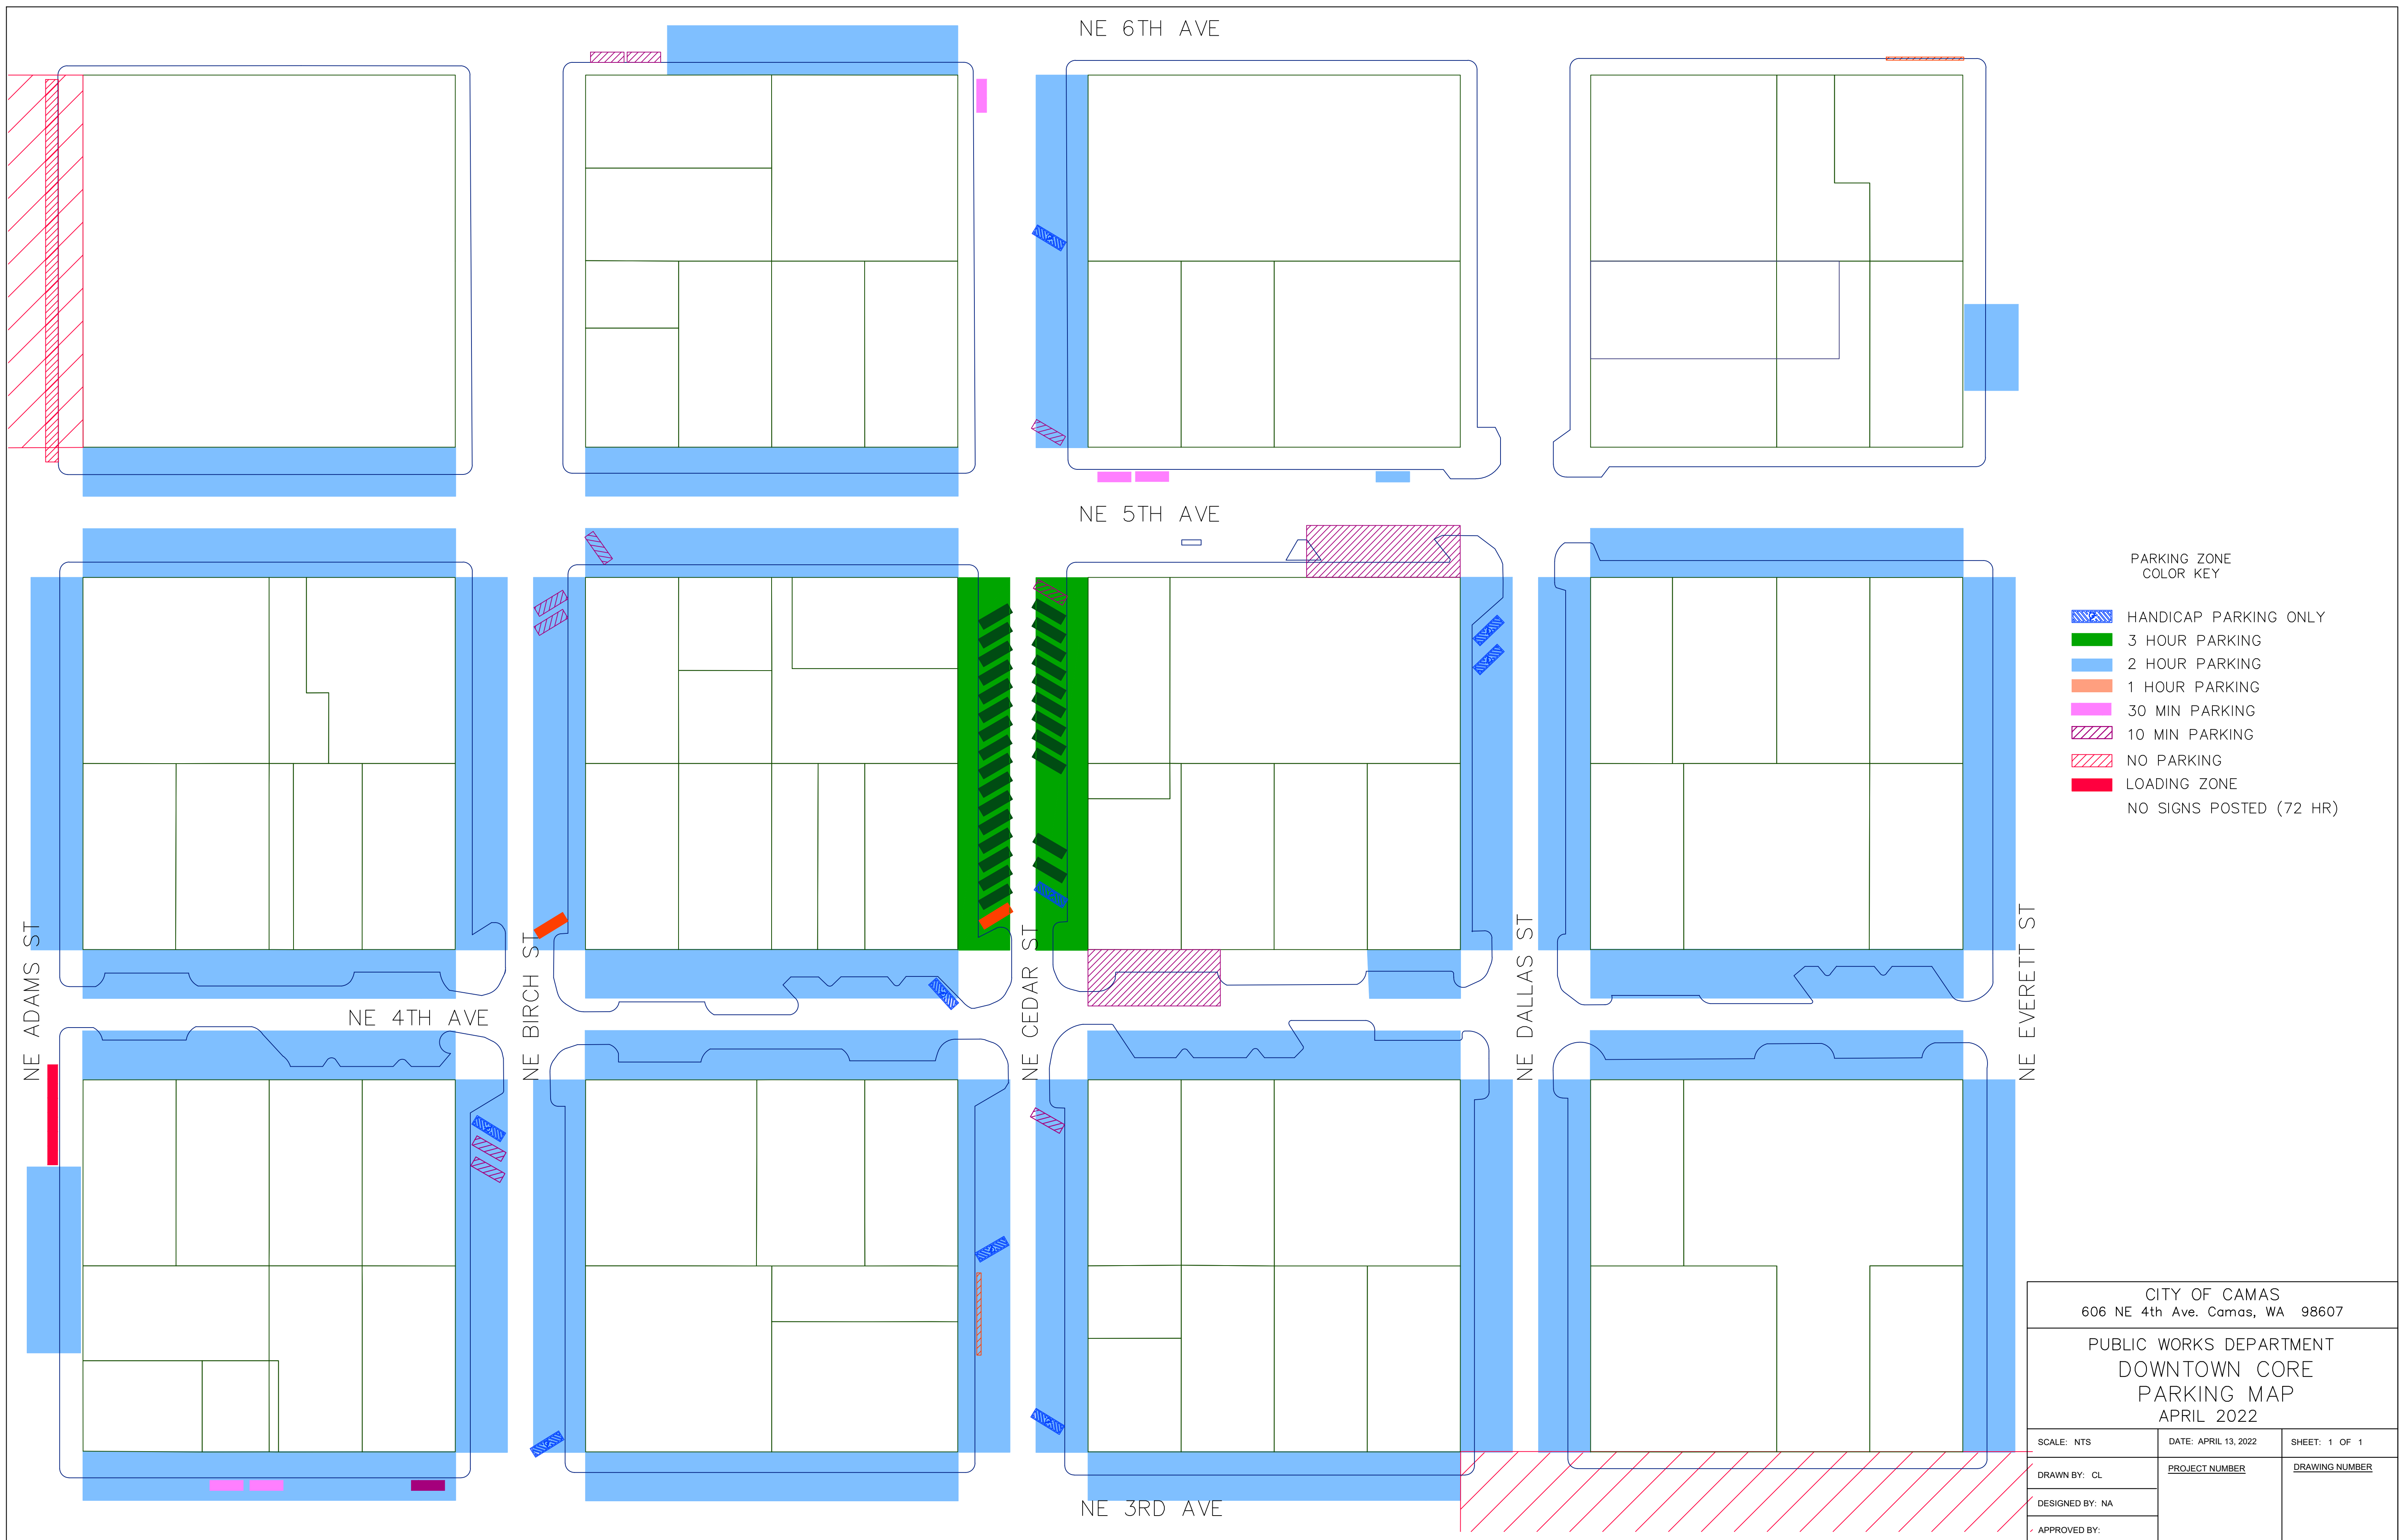 NE 6TH AVE
NE 5TH AVE
PARKING ZONE
COLOR KEY
HANDICAP PARKING ONLY
3 HOUR PARKING
2 HOUR PARKING
1 HOUR PARKING
30 MIN PARKING
10 MIN PARKING
NO PARKING
LOADING ZONE
NO SIGNS POSTED (72 HR)
NE ADAMS ST
NE BIRCH ST
NE CEDAR ST
NE DALLAS ST
NE EVERETT ST
NE 4TH AVE
NE 3RD AVE
CITY OF CAMAS
606 NE 4th Ave. Camas, WA 98607
PUBLIC WORKS DEPARTMENT
DOWNTOWN CORE
PARKING MAP
APRIL 2022
SCALE: NTS
DATE: APRIL 13, 2022
SHEET: 1 OF 1
DRAWN BY: CL
PROJECT NUMBER
DRAWING NUMBER
DESIGNED BY: NA
APPROVED BY: